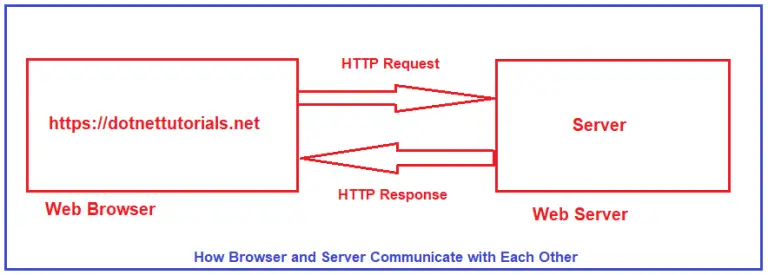 HTTP Request
https://dotnettutorials.net
Server
HTTP Response
Web Browser
Web Server
How Browser and Server Communicate with Each Other